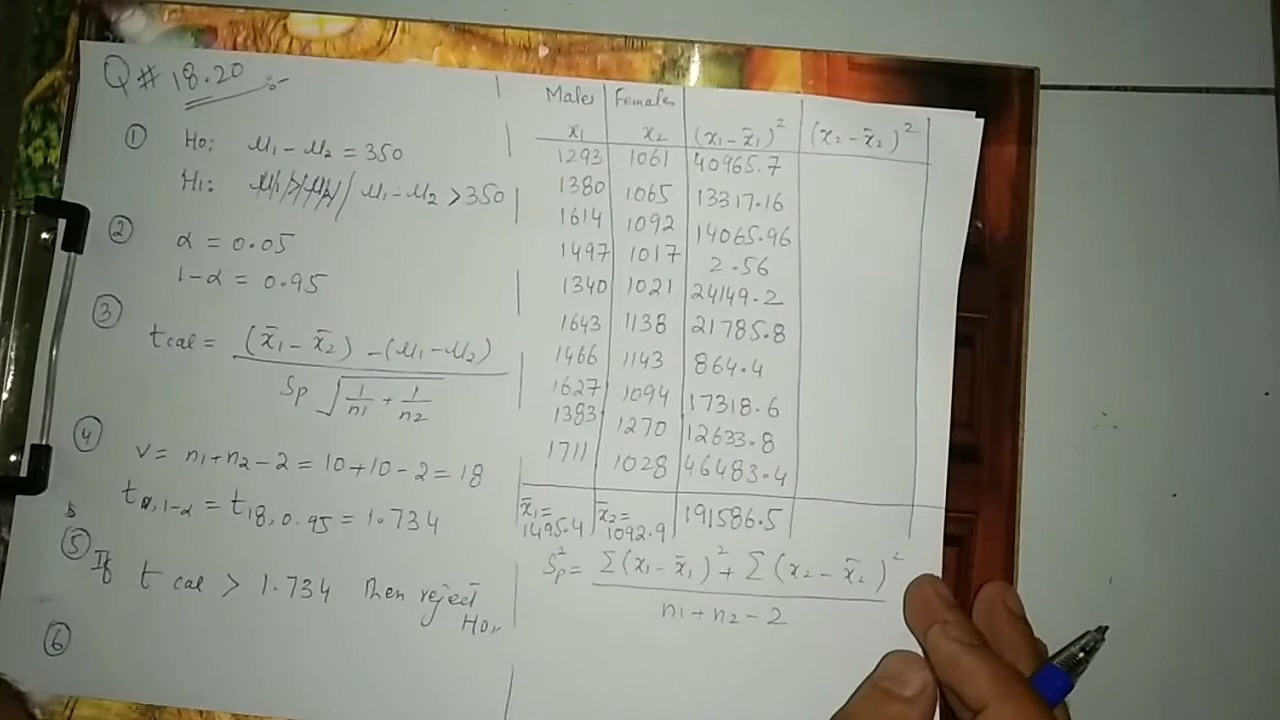 Q # 18.20 :-
① H₀: μ₁ - μ₂ = 350
H₁: μ₁ - μ₂ > 350
② α = 0.05
1-α = 0.95
③ t cal = (x̄₁ - x̄₂) - (μ₁ - μ₂) / Sp √(1/n₁ + 1/n₂)
④ v = n₁ + n₂ - 2 = 10 + 10 - 2 = 18
t, 1-α = t18, 0.95 = 1.734
⑤ If t cal > 1.734 Then reject
H₀
⑥
Males Females
x₁ x₂ (x₁ - x̄₁)² (x₂ - x̄₂)²
1293 1061 40965.7
1380 1065 13317.16
1614 1092 14065.96
1497 1017 2.56
1340 1021 24149.2
1643 1138 21785.8
1466 1143 864.4
1627 1094 17318.6
1383 1270 12633.8
1711 1028 46483.4
x̄₁ = 1495.4 x̄₂ = 1092.9 191586.5
S²p = Σ(x₁ - x̄₁)² + Σ(x₂ - x̄₂)² / n₁ + n₂ - 2